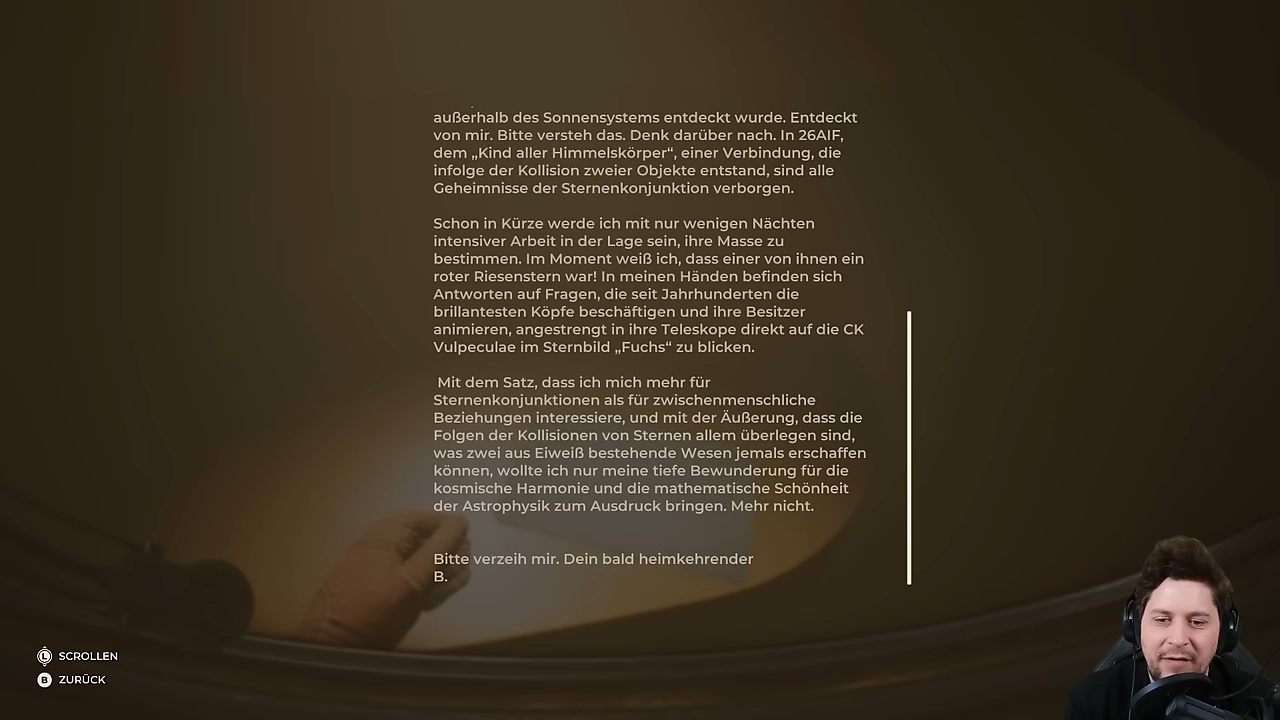 außerhalb des Sonnensystems entdeckt wurde. Entdeckt
von mir. Bitte versteh das. Denk darüber nach. In 26AIF,
dem „Kind aller Himmelskörper“, einer Verbindung, die
infolge der Kollision zweier Objekte entstand, sind alle
Geheimnisse der Sternenkonjunktion verborgen.
Schon in Kürze werde ich mit nur wenigen Nächten
intensiver Arbeit in der Lage sein, ihre Masse zu
bestimmen. Im Moment weiß ich, dass einer von ihnen ein
roter Riesenstern war! In meinen Händen befinden sich
Antworten auf Fragen, die seit Jahrhunderten die
brillantesten Köpfe beschäftigen und ihre Besitzer
animieren, angestrengt in ihre Teleskope direkt auf die CK
Vulpeculae im Sternbild „Fuchs“ zu blicken.
Mit dem Satz, dass ich mich mehr für
Sternenkonjunktionen als für zwischenmenschliche
Beziehungen interessiere, und mit der Äußerung, dass die
Folgen der Kollisionen von Sternen allem überlegen sind,
was zwei aus Eiweiß bestehende Wesen jemals erschaffen
können, wollte ich nur meine tiefe Bewunderung für die
kosmische Harmonie und die mathematische Schönheit
der Astrophysik zum Ausdruck bringen. Mehr nicht.
Bitte verzeih mir. Dein bald heimkehrender
B.
L SCROLLEN
B ZURÜCK